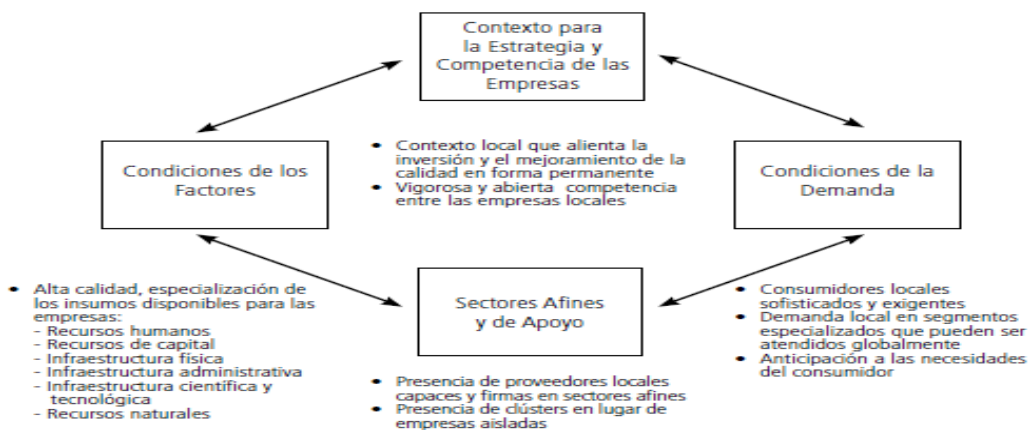 Contexto para
la Estrategia y
Competencia de las
Empresas
Condiciones de los
Factores
• Contexto local que alienta la
inversión y el mejoramiento de la
calidad en forma permanente
• Vigorosa y abierta competencia
entre las empresas locales
Condiciones de la
Demanda
• Alta calidad, especialización de
los insumos disponibles para las
empresas:
- Recursos humanos
- Recursos de capital
- Infraestructura física
- Infraestructura administrativa
- Infraestructura científica y
tecnológica
- Recursos naturales
Sectores Afines
y de Apoyo
• Presencia de proveedores locales
capaces y firmas en sectores afines
• Presencia de clústers en lugar de
empresas aisladas
• Consumidores locales
sofisticados y exigentes
• Demanda local en segmentos
especializados que pueden ser
atendidos globalmente
• Anticipación a las necesidades
del consumidor